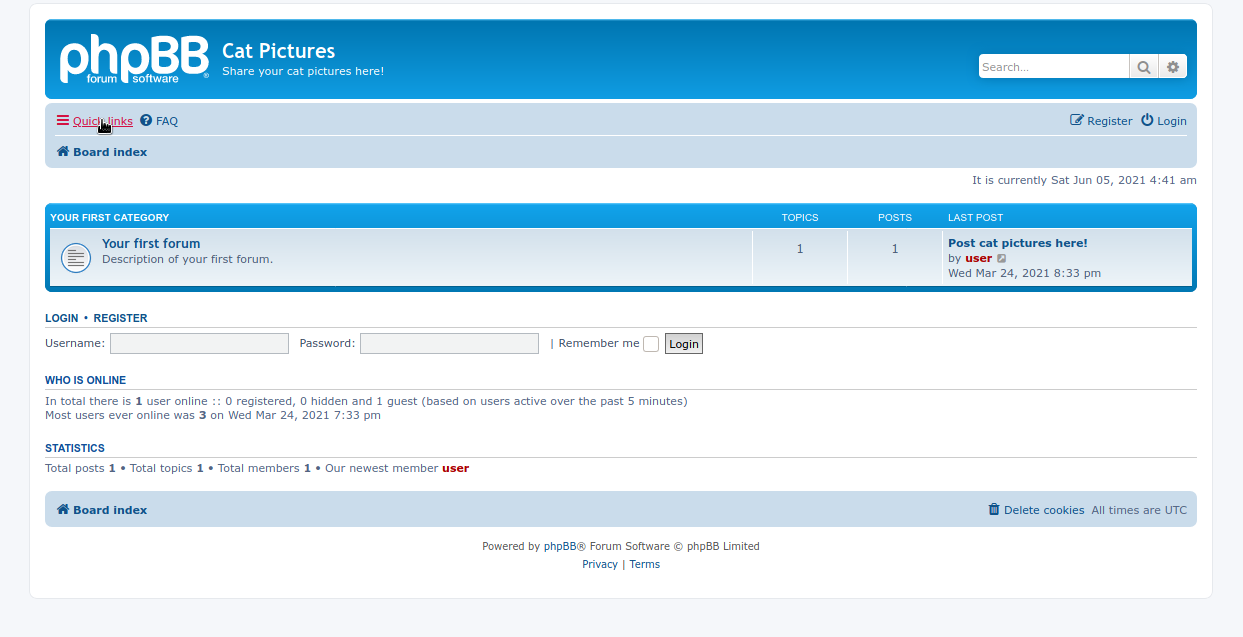 phpBB
forum software ®
Cat Pictures
Share your cat pictures here!
Search…
Quick links FAQ Register Login
Board index
It is currently Sat Jun 05, 2021 4:41 am
YOUR FIRST CATEGORY TOPICS POSTS LAST POST
Your first forum 1 1 Post cat pictures here!
Description of your first forum. by user
Wed Mar 24, 2021 8:33 pm
LOGIN • REGISTER
Username: Password: | Remember me Login
WHO IS ONLINE
In total there is 1 user online :: 0 registered, 0 hidden and 1 guest (based on users active over the past 5 minutes)
Most users ever online was 3 on Wed Mar 24, 2021 7:33 pm
STATISTICS
Total posts 1 • Total topics 1 • Total members 1 • Our newest member user
Board index Delete cookies All times are UTC
Powered by phpBB® Forum Software © phpBB Limited
Privacy | Terms